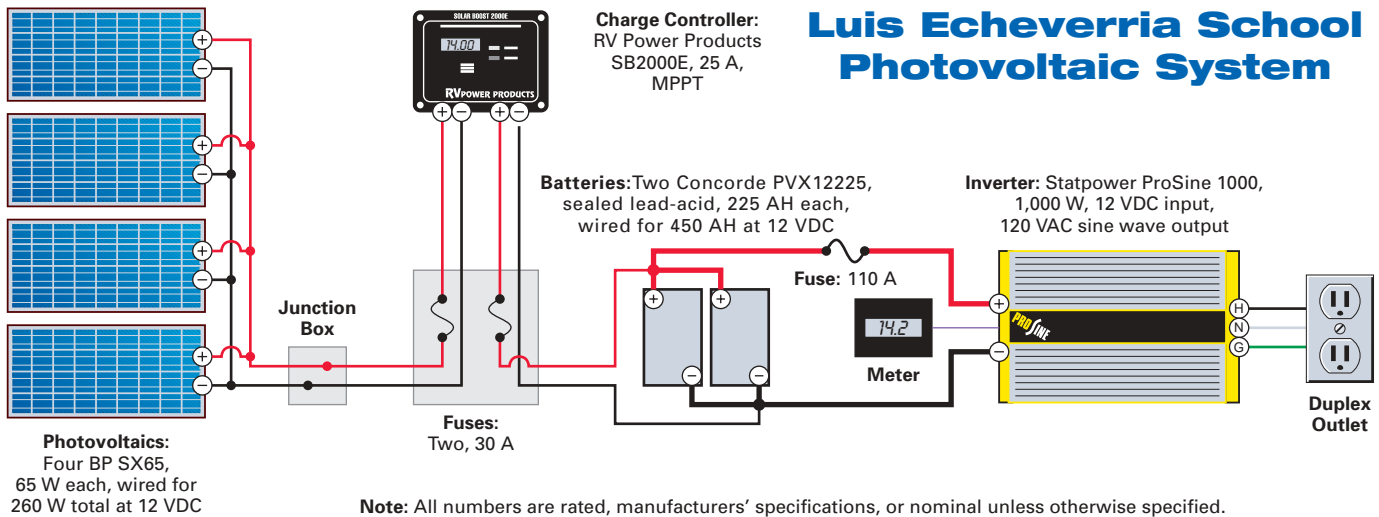 Luis Echeverria School
Photovoltaic System
SOLAR BOOST 2000E
14.00
RVPOWER PRODUCTS
Charge Controller:
RV Power Products
SB2000E, 25 A,
MPPT
+
−
+
−
+
−
+
−
+
−
+
−
Batteries:Two Concorde PVX12225,
sealed lead-acid, 225 AH each,
wired for 450 AH at 12 VDC
Inverter: Statpower ProSine 1000,
1,000 W, 12 VDC input,
120 VAC sine wave output
Fuse: 110 A
Junction
Box
+
+
−
−
14.2
Meter
+
−
PROSINE
H
N
G
Duplex
Outlet
Fuses:
Two, 30 A
Photovoltaics:
Four BP SX65,
65 W each, wired for
260 W total at 12 VDC
Note: All numbers are rated, manufacturers’ specifications, or nominal unless otherwise specified.